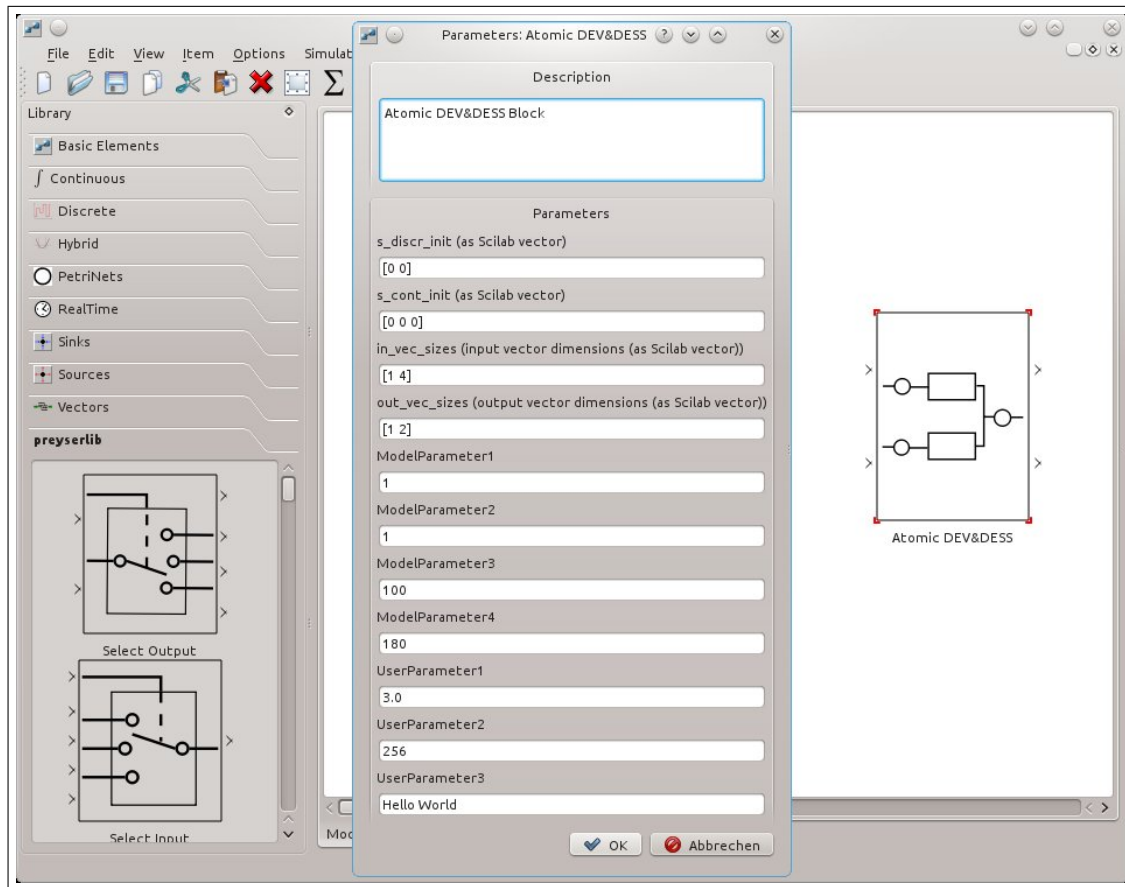 Parameters: Atomic DEV&DESS
File Edit View Item Options Simulat
Library
Basic Elements
Continuous
Discrete
Hybrid
PetriNets
RealTime
Sinks
Sources
Vectors
preyserlib
Select Output
Select Input
Description
Atomic DEV&DESS Block
Parameters
s_discr_init (as Scilab vector)
[0 0]
s_cont_init (as Scilab vector)
[0 0 0]
in_vec_sizes (input vector dimensions (as Scilab vector))
[1 4]
out_vec_sizes (output vector dimensions (as Scilab vector))
[1 2]
ModelParameter1
1
ModelParameter2
1
ModelParameter3
100
ModelParameter4
180
UserParameter1
3.0
UserParameter2
256
UserParameter3
Hello World
OK Abbrechen
Atomic DEV&DESS
Mod